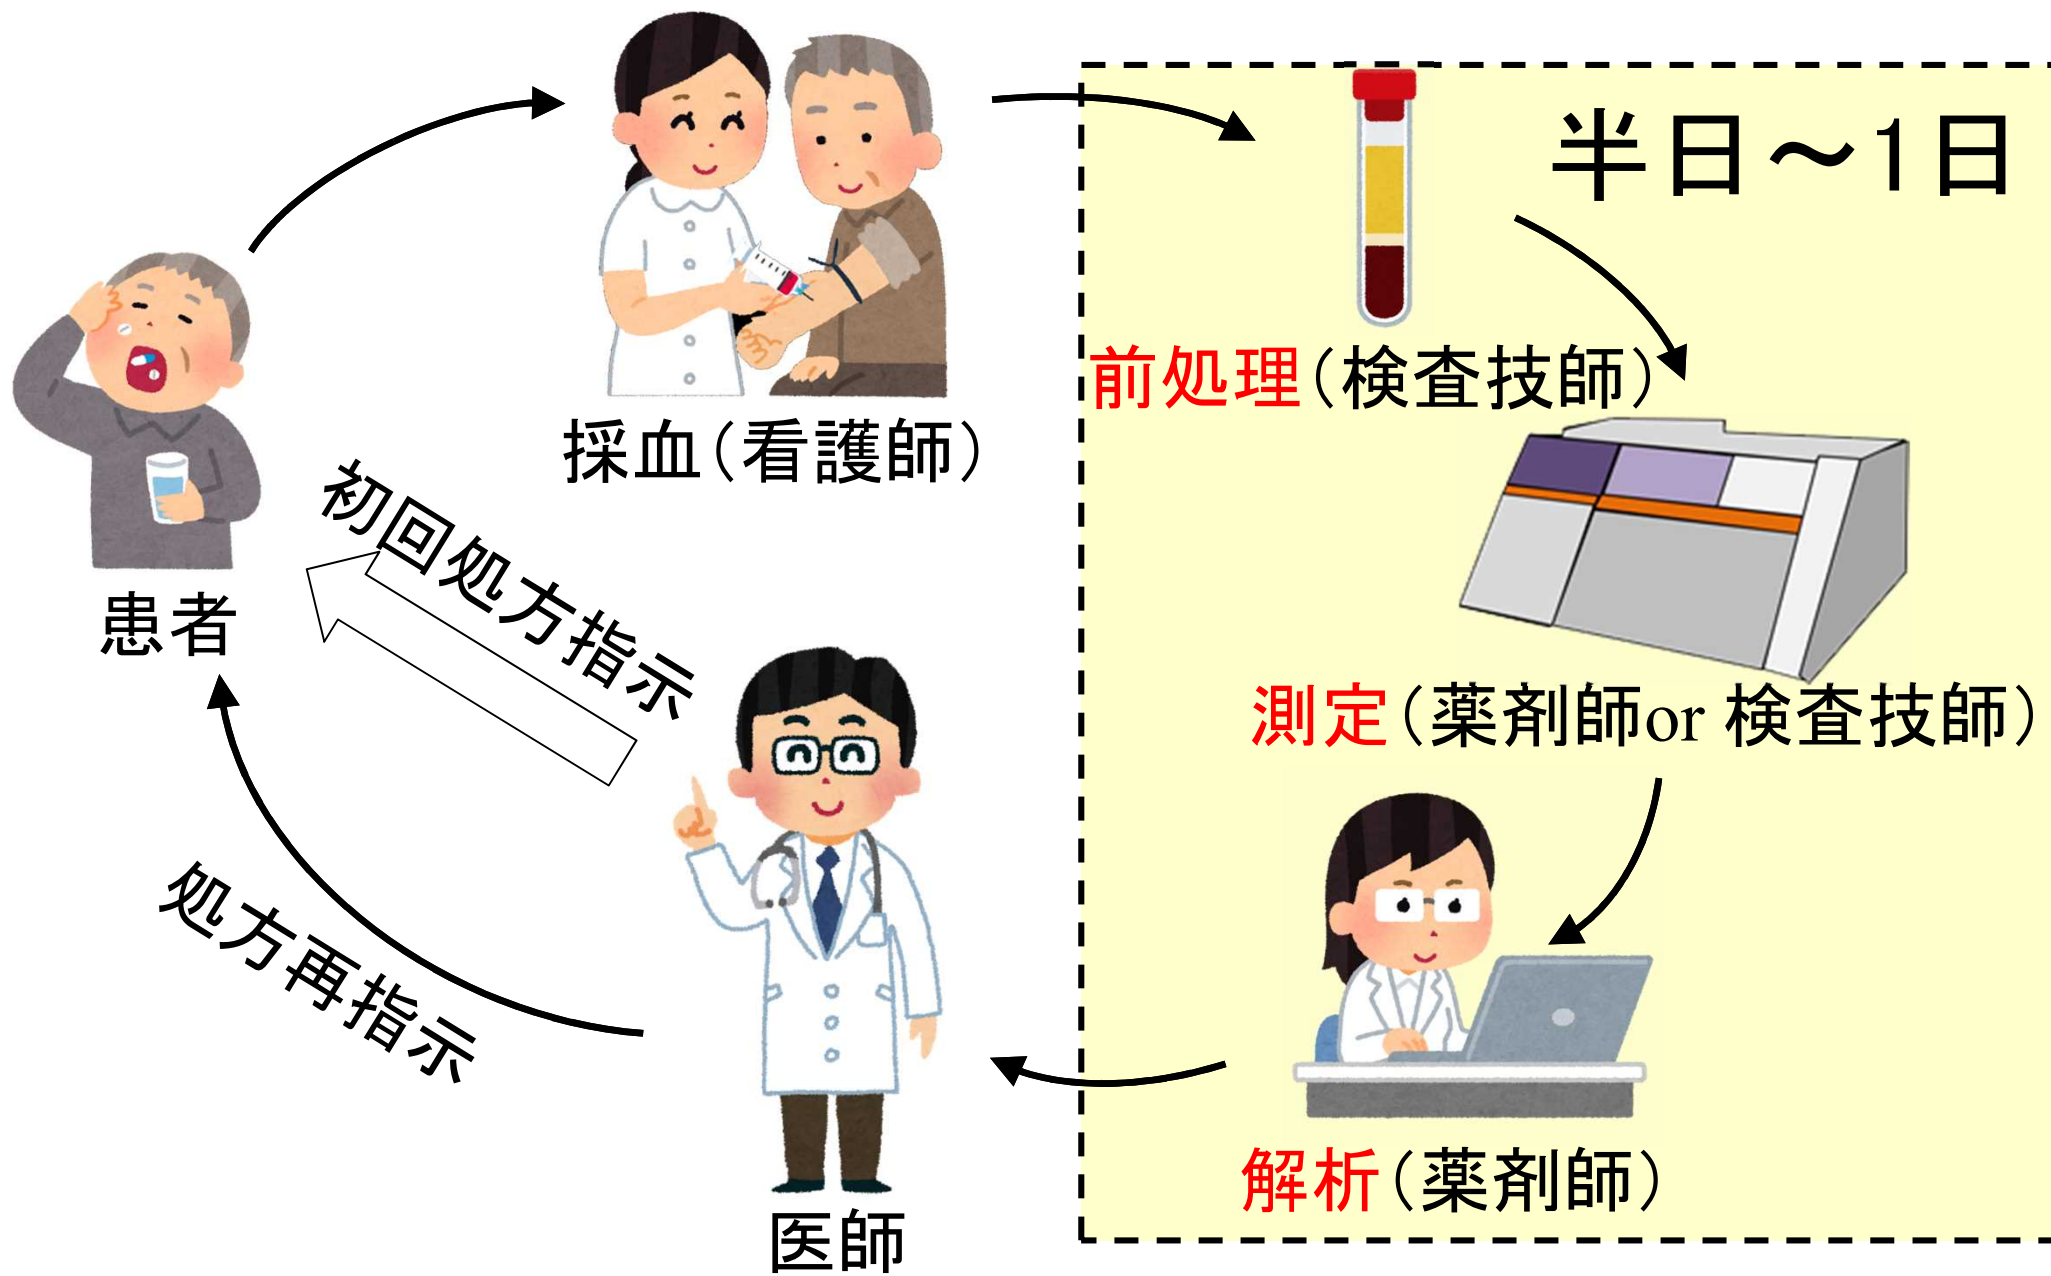 半日～1日
前処理（検査技師）
採血（看護師）
初回処方指示
患者
測定（薬剤師or 検査技師）
処方再指示
解析（薬剤師）
医師